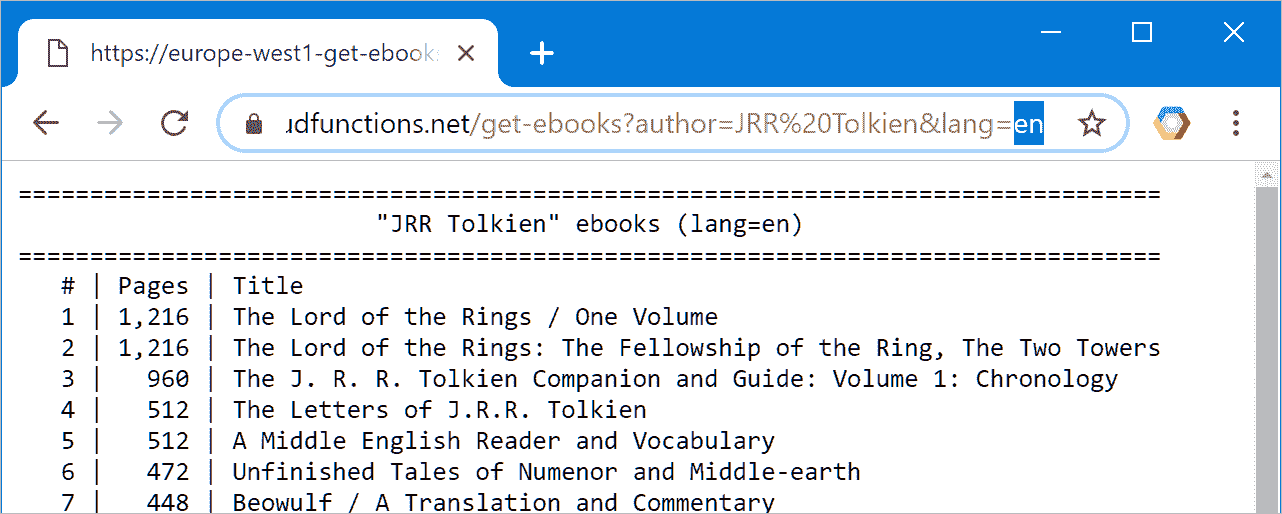 https://europe-west1-get-ebook
udfunctions.net/get-ebooks?author=JRR%20Tolkien&lang=en
================================================================================
"JRR Tolkien" ebooks (lang=en)
================================================================================
# | Pages | Title
1 | 1,216 | The Lord of the Rings / One Volume
2 | 1,216 | The Lord of the Rings: The Fellowship of the Ring, The Two Towers
3 | 960 | The J. R. R. Tolkien Companion and Guide: Volume 1: Chronology
4 | 512 | The Letters of J.R.R. Tolkien
5 | 512 | A Middle English Reader and Vocabulary
6 | 472 | Unfinished Tales of Numenor and Middle-earth
7 | 448 | Beowulf / A Translation and Commentary